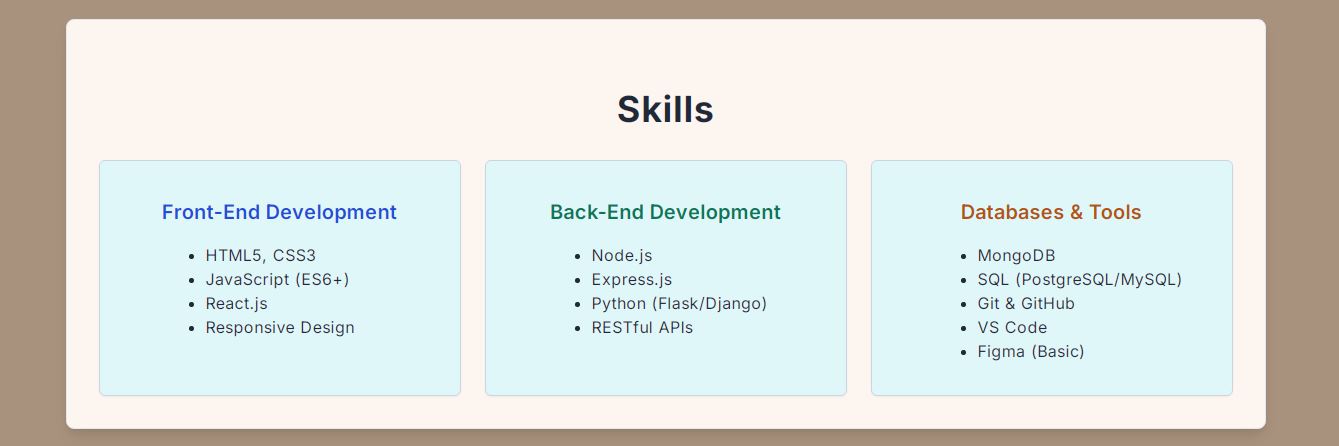 Skills
Front-End Development
• HTML5, CSS3
• JavaScript (ES6+)
• React.js
• Responsive Design
Back-End Development
• Node.js
• Express.js
• Python (Flask/Django)
• RESTful APIs
Databases & Tools
• MongoDB
• SQL (PostgreSQL/MySQL)
• Git & GitHub
• VS Code
• Figma (Basic)